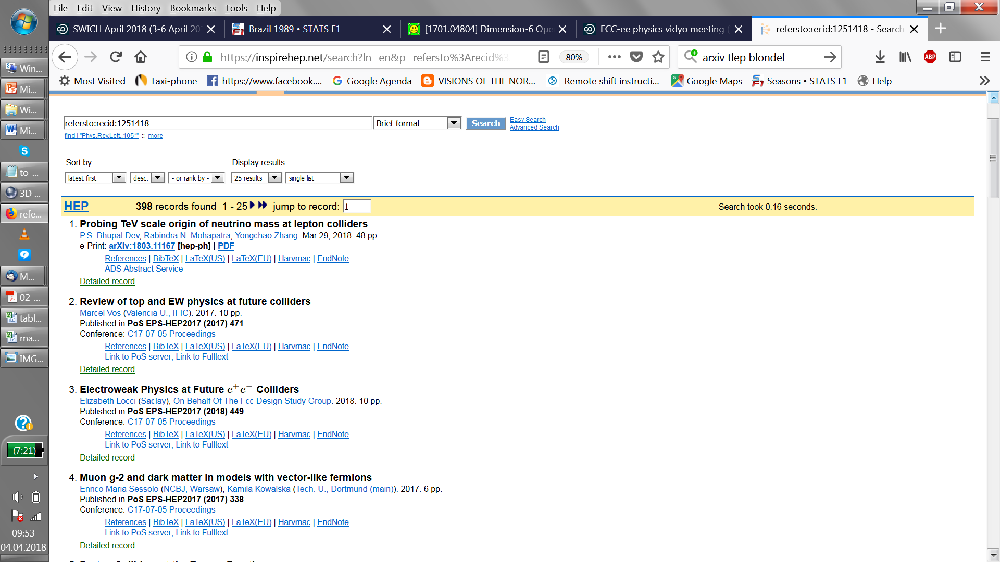 File Edit View History Bookmarks Tools Help
SWICH April 2018 (3-6 April 20
Brazil 1989 • STATS F1
[1701.04804] Dimension-6 Ope
FCC-ee physics vidyo meeting (
refersto:recid:1251418 - Search
https://inspirehep.net/search?ln=en&p=refersto%3Arecid%3
80%
arxiv tlep blondel
ABP
Most Visited
Taxi-phone
https://www.facebook....
Google Agenda
VISIONS OF THE NOR...
Remote shift instructi...
Google Maps
Seasons • STATS F1
Help
Win...
Mi...
Wi...
Mi...
to-...
3D ...
refe...
M...
02-...
tabl...
ma...
IMG...
(7:21)
09:53
04.04.2018
refersto:recid:1251418
Brief format
Search
Easy Search
Advanced Search
find j "Phys.Rev.Lett.,105*" :: more
Sort by: Display results:
latest first desc. - or rank by - 25 results single list
HEP 398 records found 1 - 25 jump to record: 1 Search took 0.16 seconds.
1. Probing TeV scale origin of neutrino mass at lepton colliders
P.S. Bhupal Dev, Rabindra N. Mohapatra, Yongchao Zhang. Mar 29, 2018. 48 pp.
e-Print: arXiv:1803.11167 [hep-ph] | PDF
References | BibTeX | LaTeX(US) | LaTeX(EU) | Harvmac | EndNote
ADS Abstract Service
Detailed record
2. Review of top and EW physics at future colliders
Marcel Vos (Valencia U., IFIC). 2017. 10 pp.
Published in PoS EPS-HEP2017 (2017) 471
Conference: C17-07-05 Proceedings
References | BibTeX | LaTeX(US) | LaTeX(EU) | Harvmac | EndNote
Link to PoS server; Link to Fulltext
Detailed record
3. Electroweak Physics at Future e⁺e⁻ Colliders
Elizabeth Locci (Saclay), On Behalf Of The Fcc Design Study Group. 2018. 10 pp.
Published in PoS EPS-HEP2017 (2018) 449
Conference: C17-07-05 Proceedings
References | BibTeX | LaTeX(US) | LaTeX(EU) | Harvmac | EndNote
Link to PoS server; Link to Fulltext
Detailed record
4. Muon g-2 and dark matter in models with vector-like fermions
Enrico Maria Sessolo (NCBJ, Warsaw), Kamila Kowalska (Tech. U., Dortmund (main)). 2017. 6 pp.
Published in PoS EPS-HEP2017 (2017) 338
Conference: C17-07-05 Proceedings
References | BibTeX | LaTeX(US) | LaTeX(EU) | Harvmac | EndNote
Link to PoS server; Link to Fulltext
Detailed record